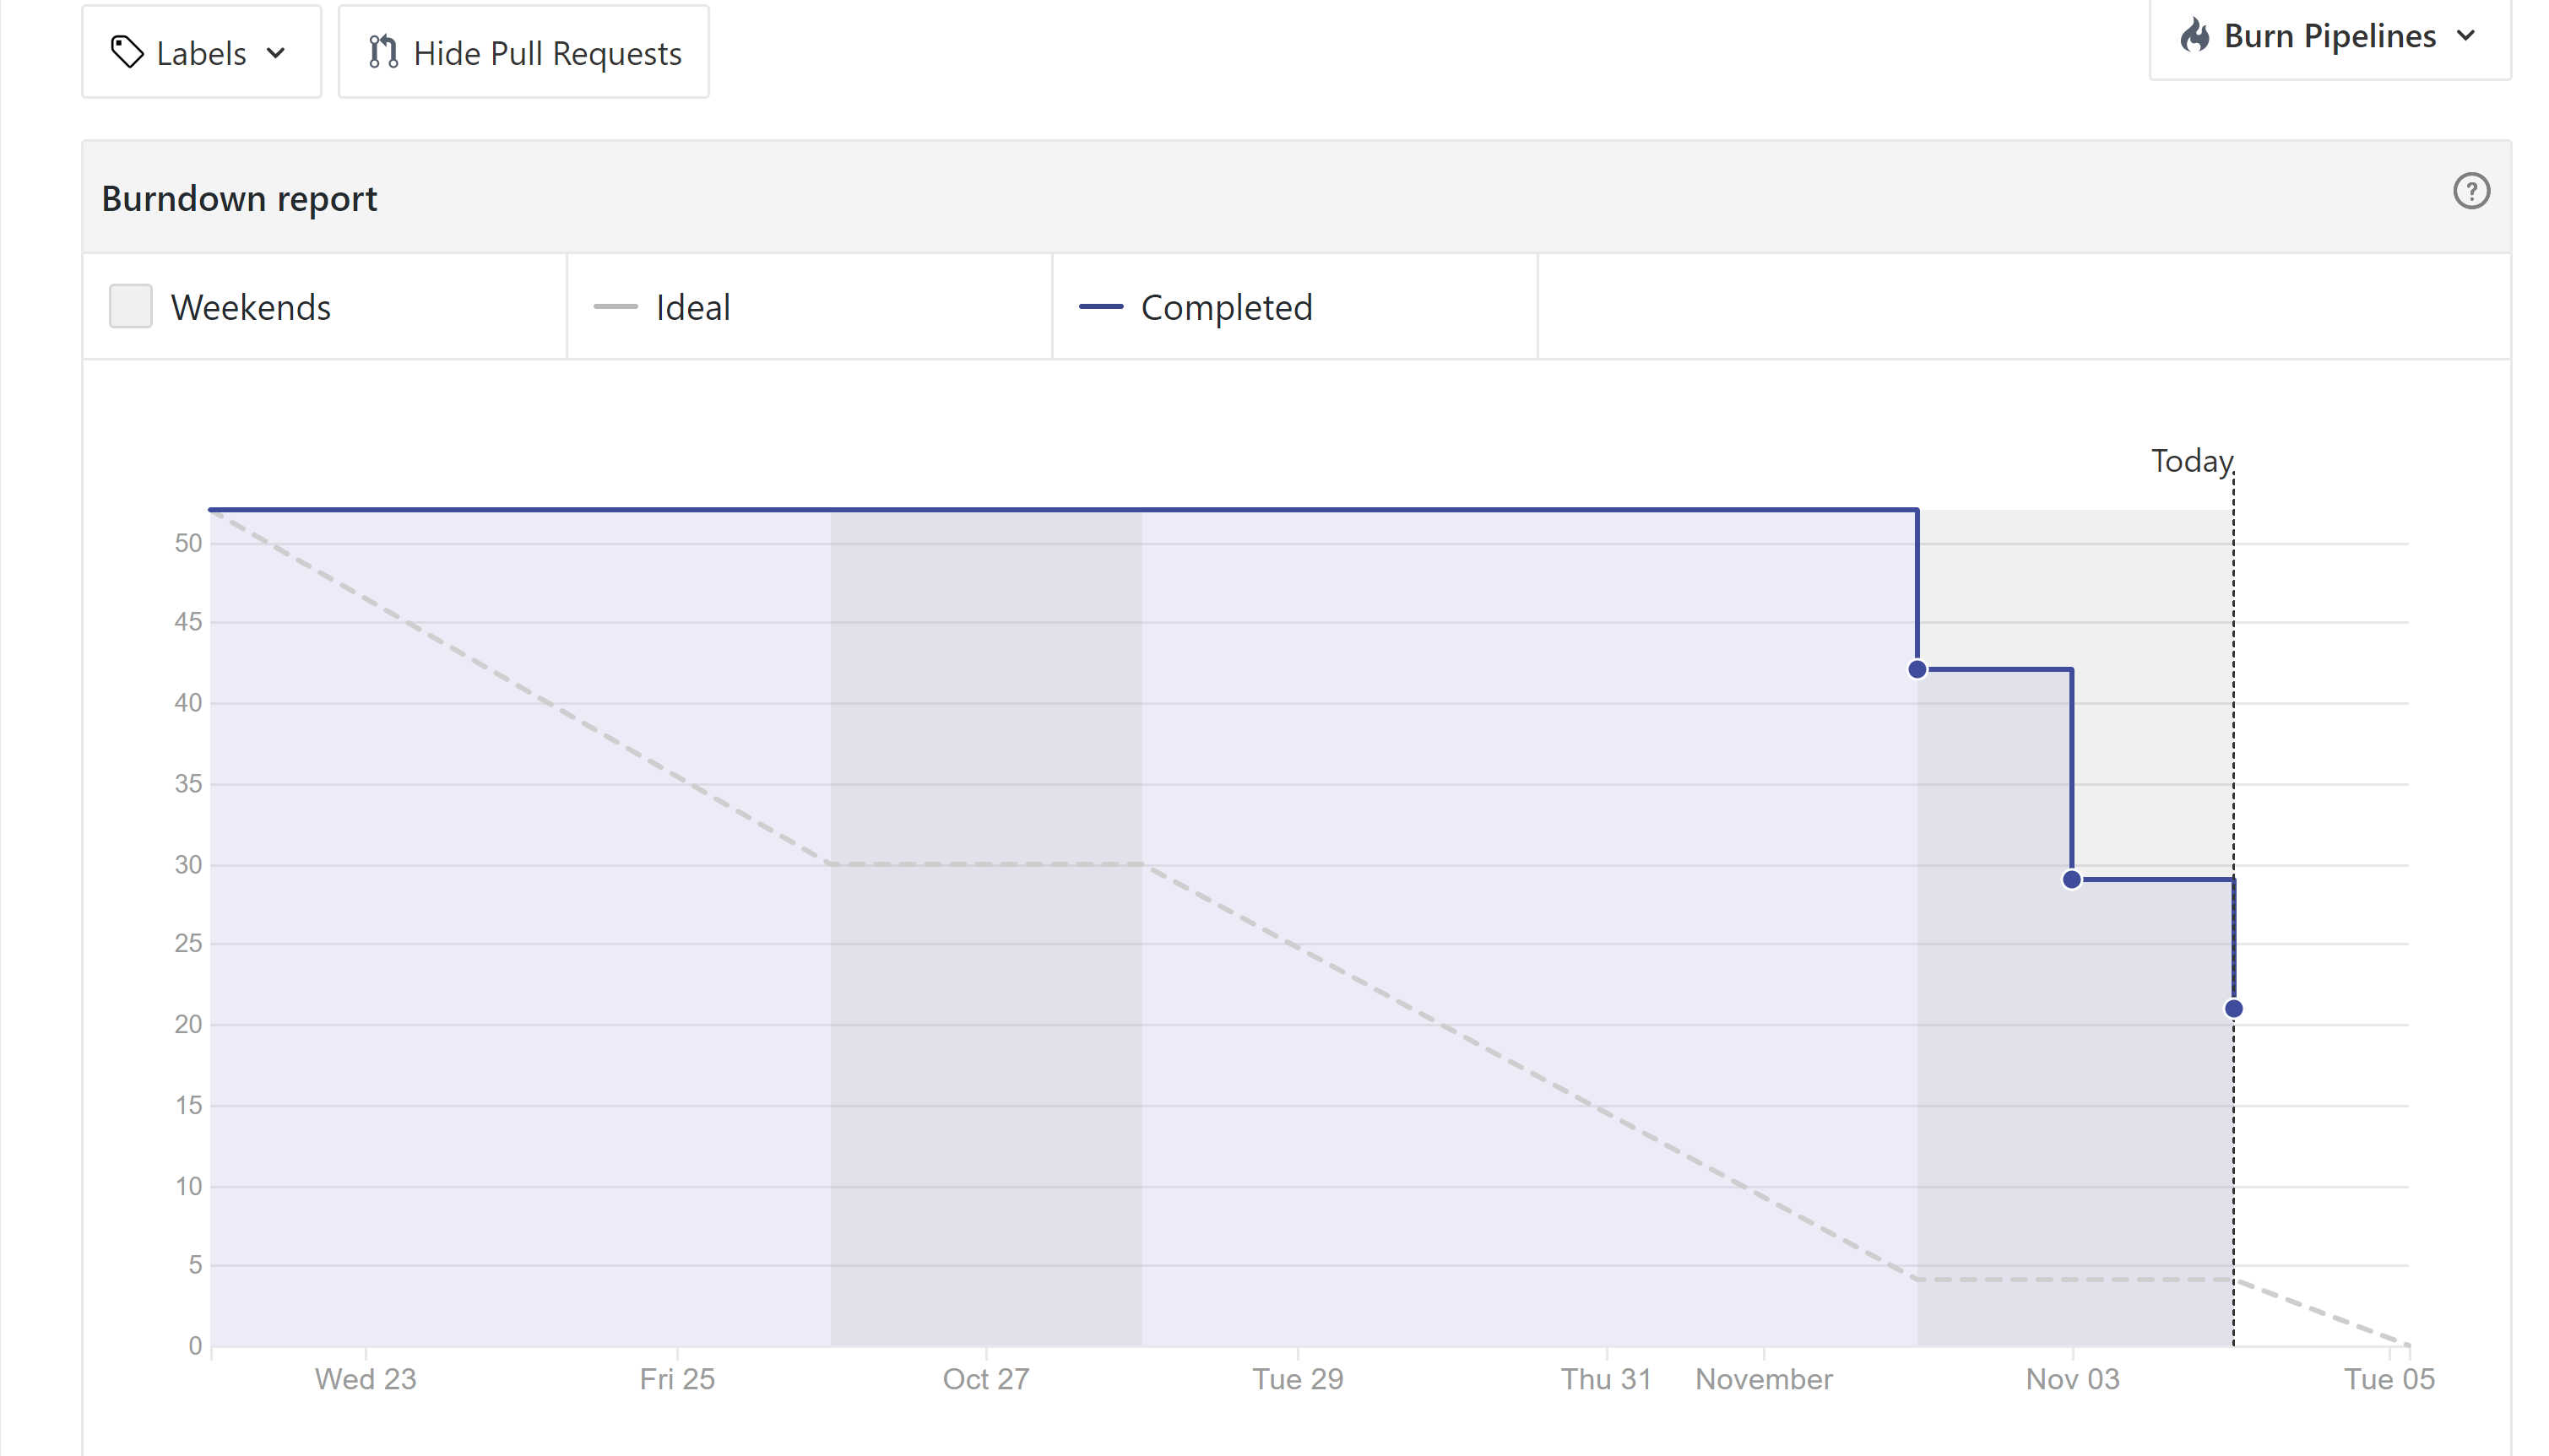 Labels
Hide Pull Requests
Burn Pipelines
Burndown report
?
Weekends
Ideal
Completed
Today
50
45
40
35
30
25
20
15
10
5
0
Wed 23
Fri 25
Oct 27
Tue 29
Thu 31
November
Nov 03
Tue 05